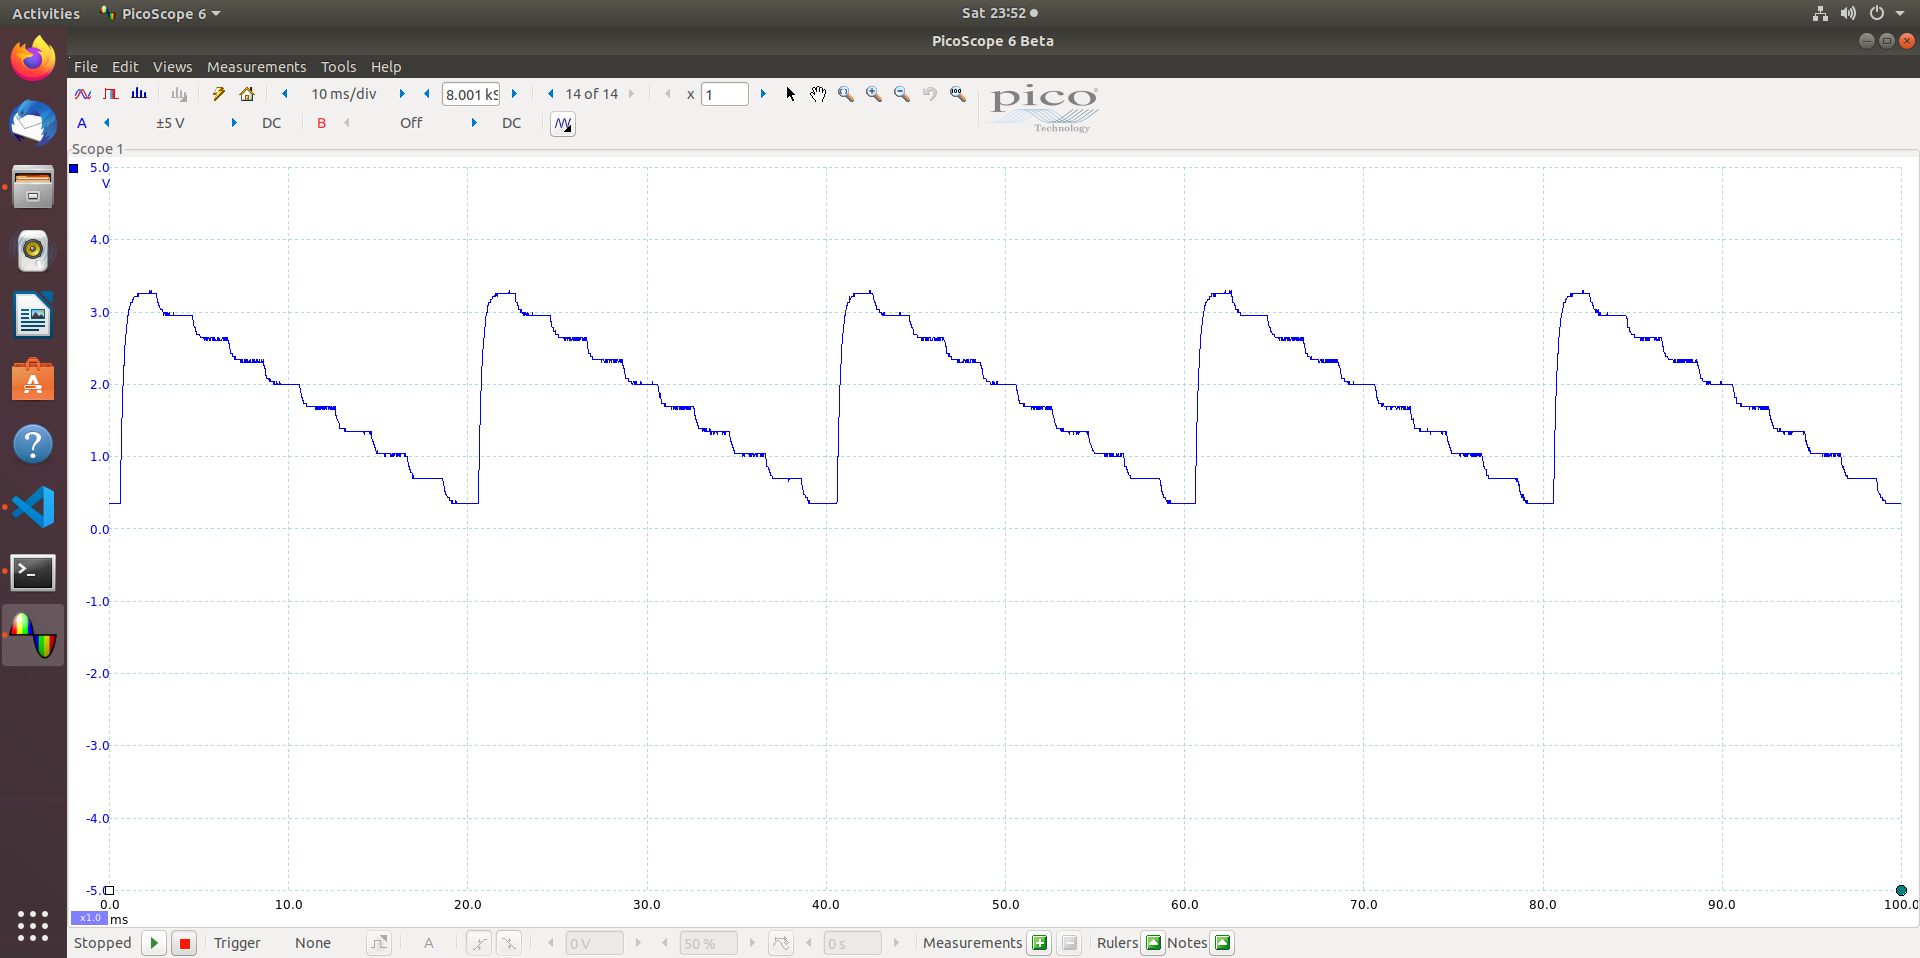 Activities PicoScope 6 Sat 23:52
PicoScope 6 Beta
File Edit Views Measurements Tools Help
10 ms/div 8.001 kS 14 of 14 x 1
pico
Technology
A ±5 V DC B Off DC
Scope 1
5.0
V
4.0
3.0
2.0
1.0
0.0
-1.0
-2.0
-3.0
-4.0
-5.0
0.0 10.0 20.0 30.0 40.0 50.0 60.0 70.0 80.0 90.0 100.0
x1.0 ms
Stopped Trigger None A 0 V 50 % 0 s Measurements Rulers Notes